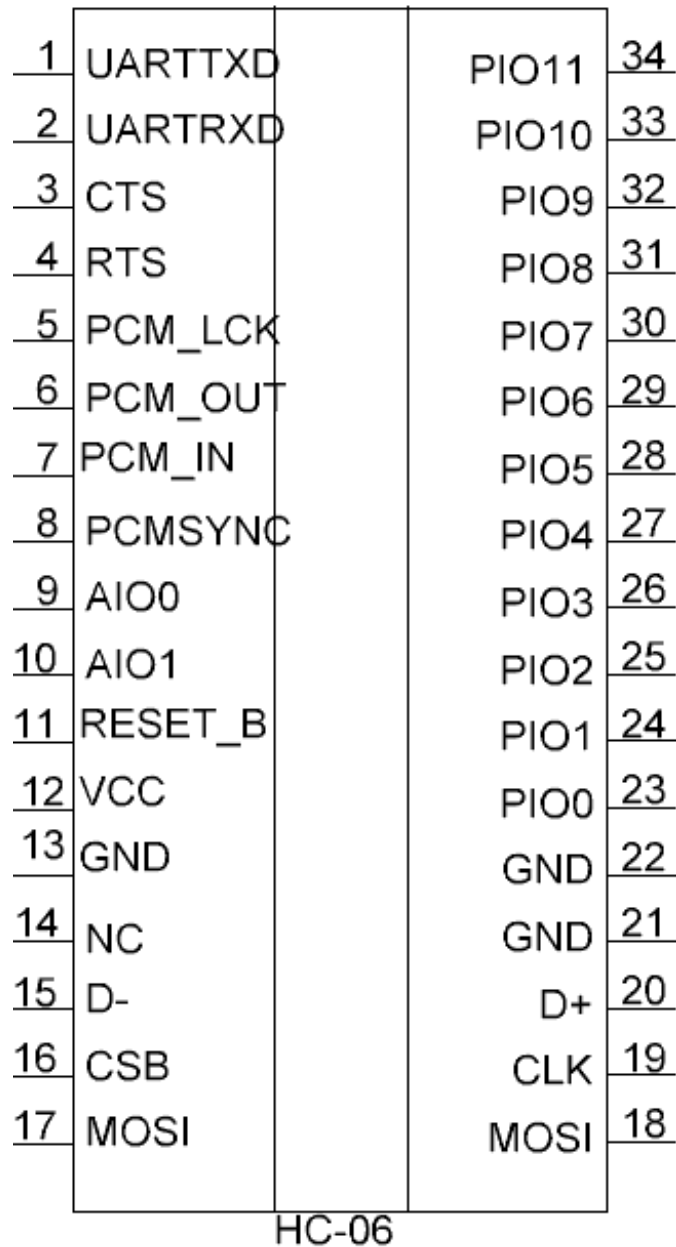 1 UARTTXD PIO11 34
2 UARTRXD PIO10 33
3 CTS PIO9 32
4 RTS PIO8 31
5 PCM_LCK PIO7 30
6 PCM_OUT PIO6 29
7 PCM_IN PIO5 28
8 PCMSYNC PIO4 27
9 AIO0 PIO3 26
10 AIO1 PIO2 25
11 RESET_B PIO1 24
12 VCC PIO0 23
13 GND GND 22
14 NC GND 21
15 D- D+ 20
16 CSB CLK 19
17 MOSI MOSI 18
HC-06